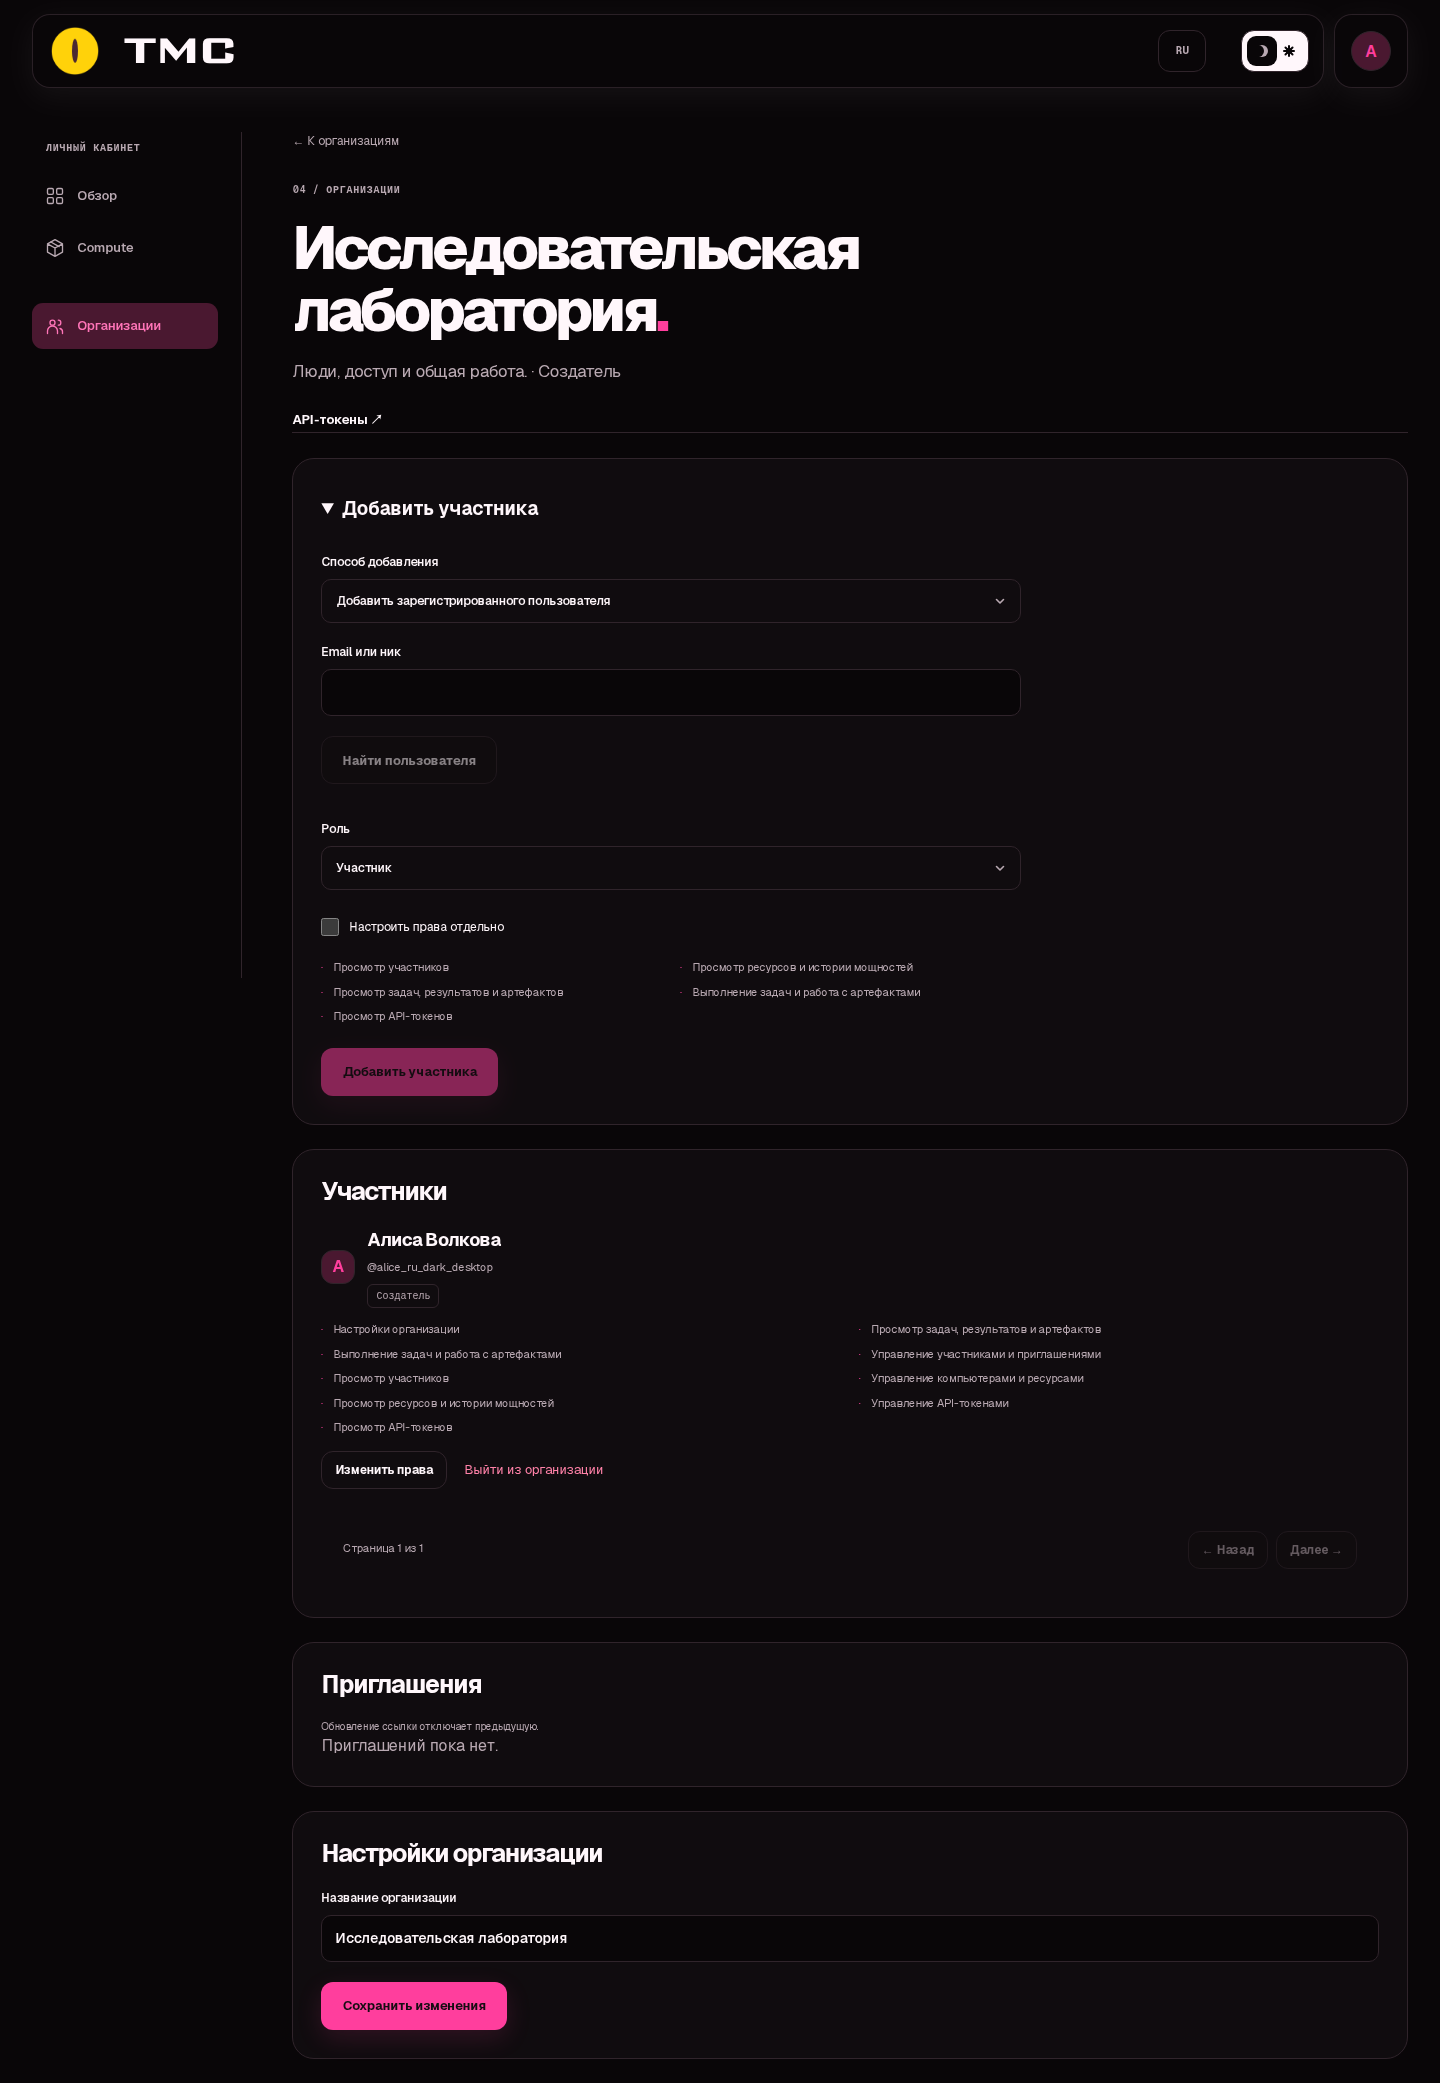 TMC
RU
A
ЛИЧНЫЙ КАБИНЕТ
Обзор
Compute
Организации
← К организациям
04 / ОРГАНИЗАЦИИ
Исследовательская
лаборатория.
Люди, доступ и общая работа. · Создатель
API-токены ↗
▼ Добавить участника
Способ добавления
Добавить зарегистрированного пользователя
Email или ник
Найти пользователя
Роль
Участник
Настроить права отдельно
· Просмотр участников
· Просмотр ресурсов и истории мощностей
· Просмотр задач, результатов и артефактов
· Выполнение задач и работа с артефактами
· Просмотр API-токенов
Добавить участника
Участники
A
Алиса Волкова
@alice_ru_dark_desktop
Создатель
· Настройки организации
· Просмотр задач, результатов и артефактов
· Выполнение задач и работа с артефактами
· Управление участниками и приглашениями
· Просмотр участников
· Управление компьютерами и ресурсами
· Просмотр ресурсов и истории мощностей
· Управление API-токенами
· Просмотр API-токенов
Изменить права
Выйти из организации
Страница 1 из 1
← Назад
Далее →
Приглашения
Обновление ссылки отключает предыдущую.
Приглашений пока нет.
Настройки организации
Название организации
Исследовательская лаборатория
Сохранить изменения